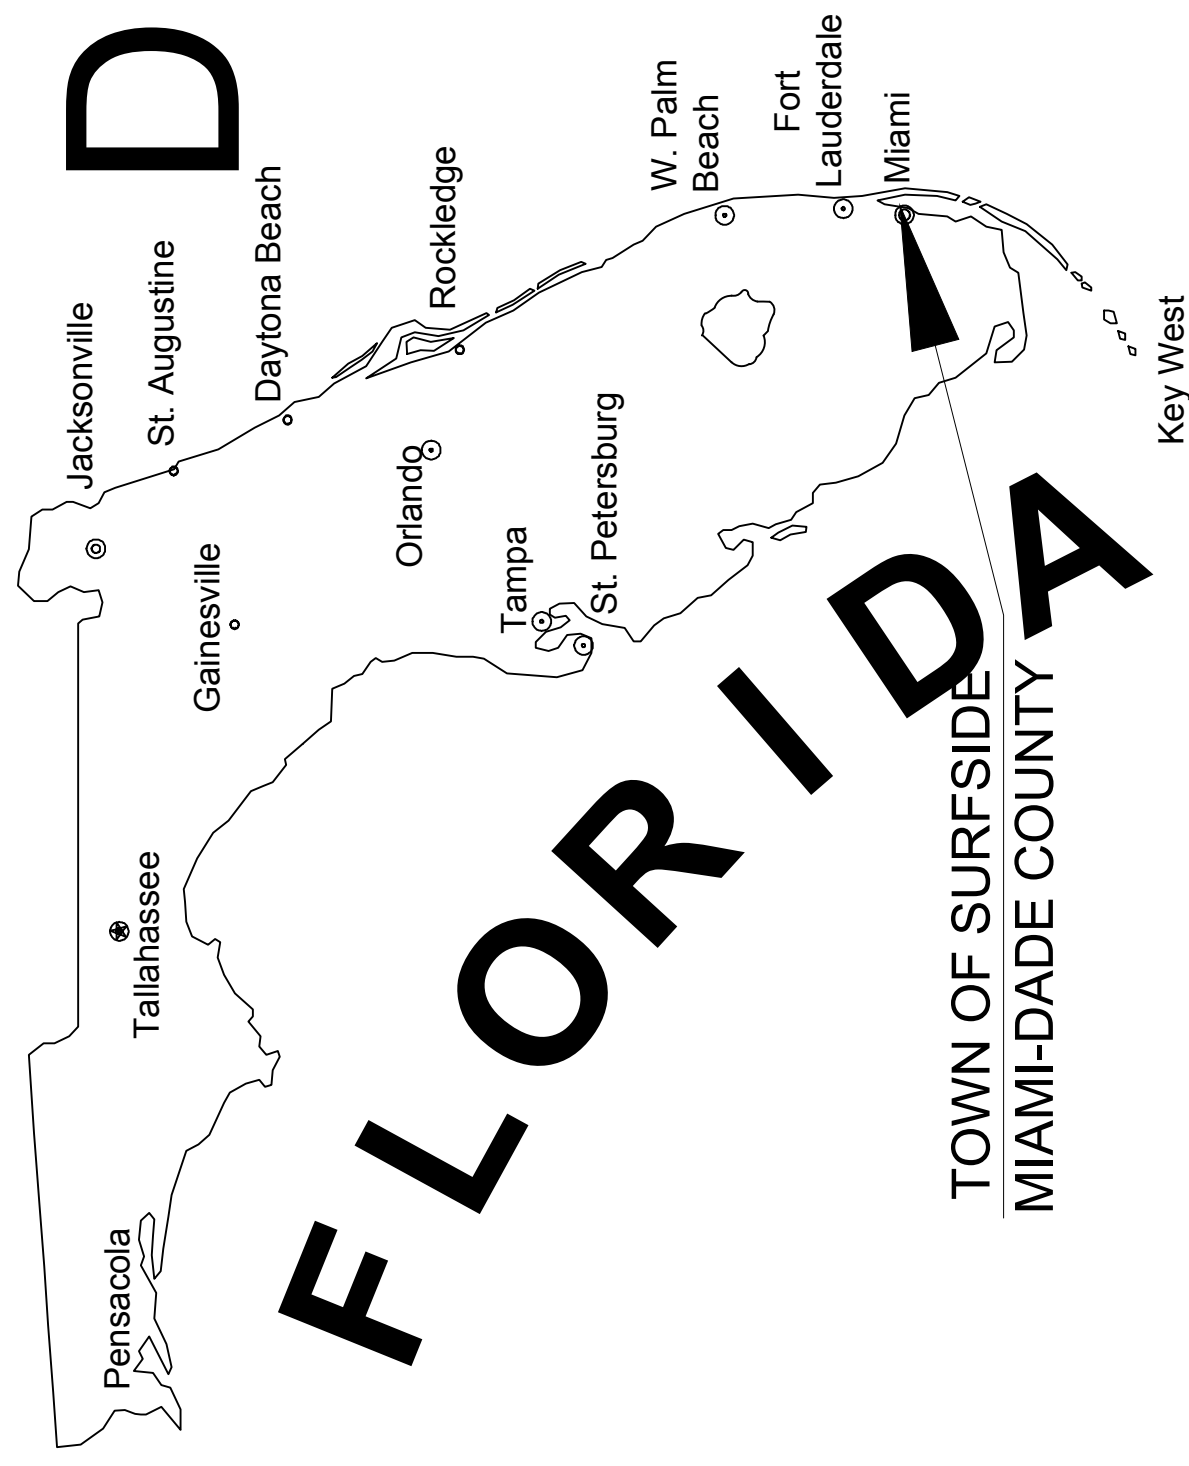 D
Jacksonville
St. Augustine
Daytona Beach
Rockledge
W. Palm
Beach
Fort
Lauderdale
Miami
Key West
Gainesville
Orlando
Tampa
St. Petersburg
Tallahassee
Pensacola
FLORIDA
TOWN OF SURFSIDE
MIAMI-DADE COUNTY